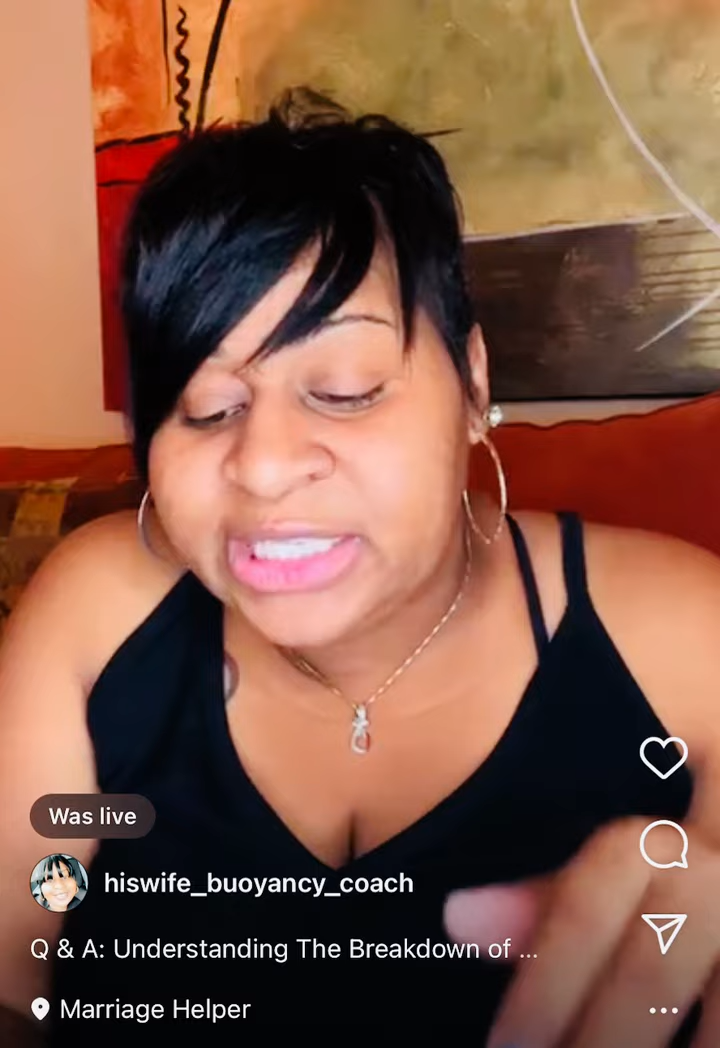 Was live
hiswife_buoyancy_coach
Q & A: Understanding The Breakdown of ...
Marriage Helper